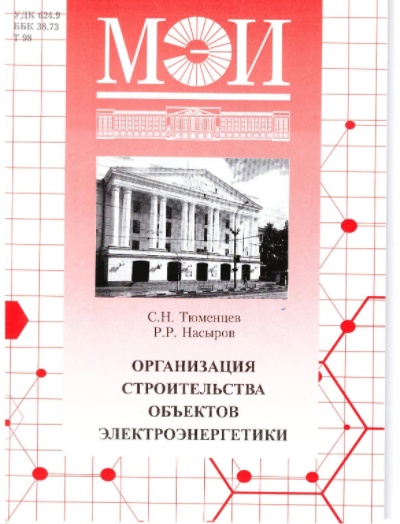 УДК 624.9
ББК 38.73
Т 98
МЭИ
С.Н. Тюменцев
Р.Р. Насыров
ОРГАНИЗАЦИЯ
СТРОИТЕЛЬСТВА
ОБЪЕКТОВ
ЭЛЕКТРОЭНЕРГЕТИКИ